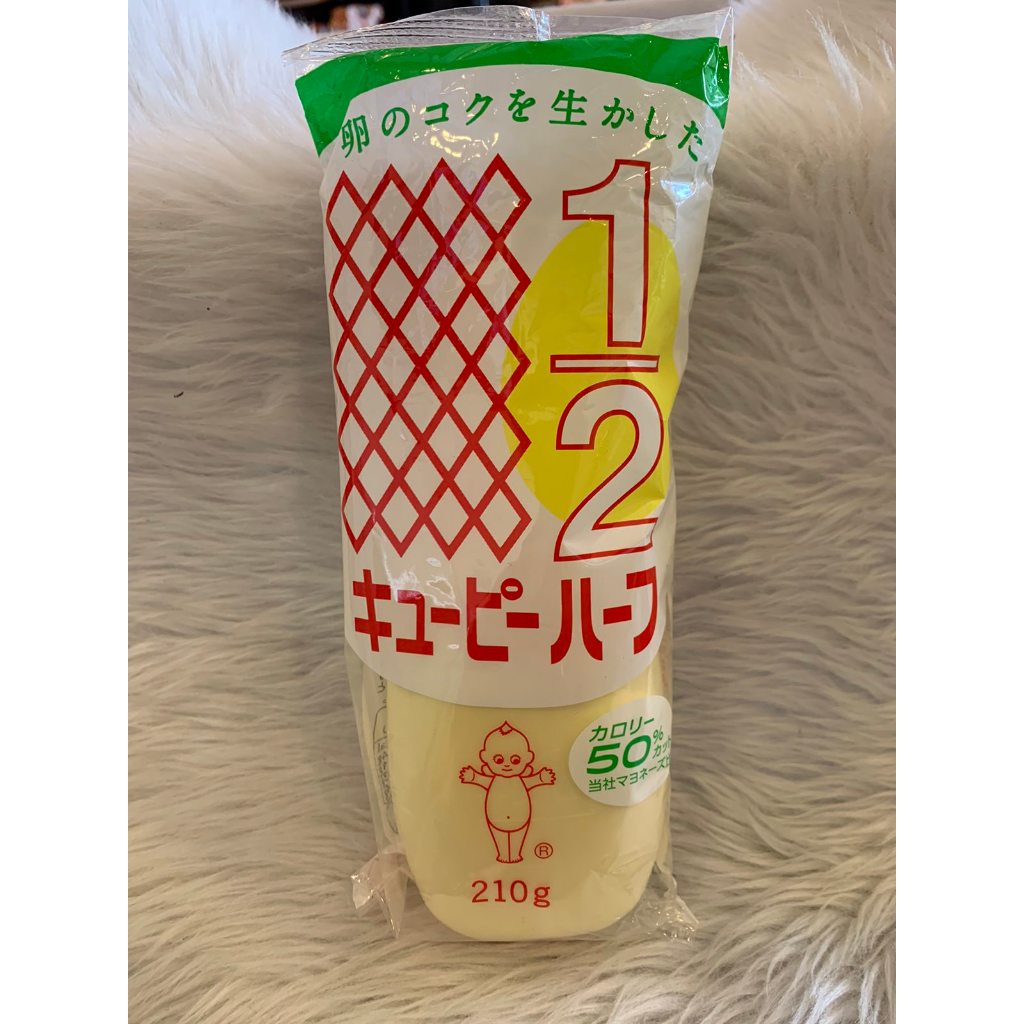 卵のコクを生かした
1
2
キューピーハーフ
カロリー
50%
当社マヨネーズ
®
210g